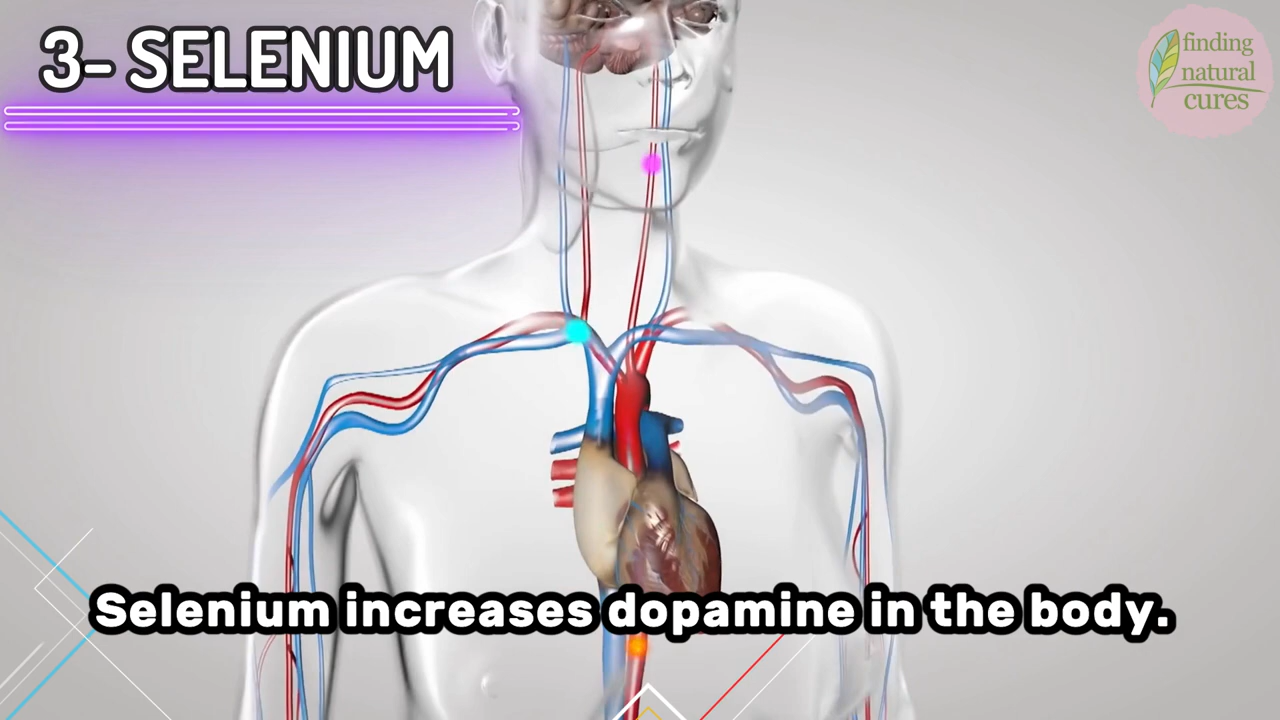 3- SELENIUM
finding
natural
cures
Selenium increases dopamine in the body.